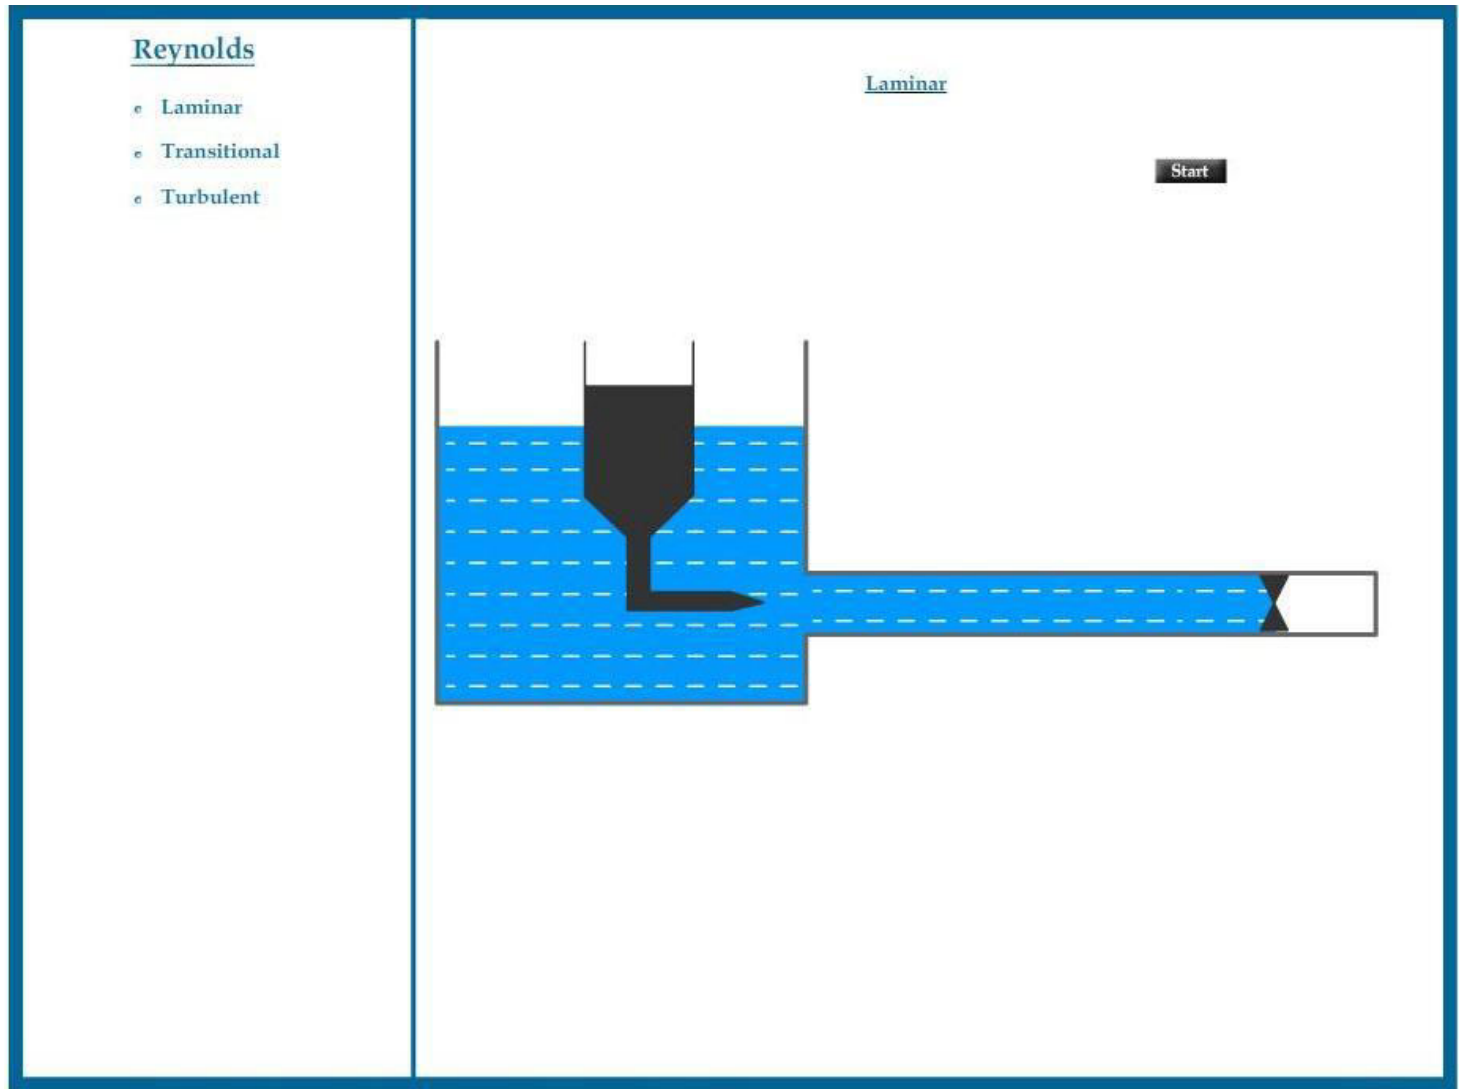 Reynolds
Laminar
Transitional
Turbulent
Laminar
Start